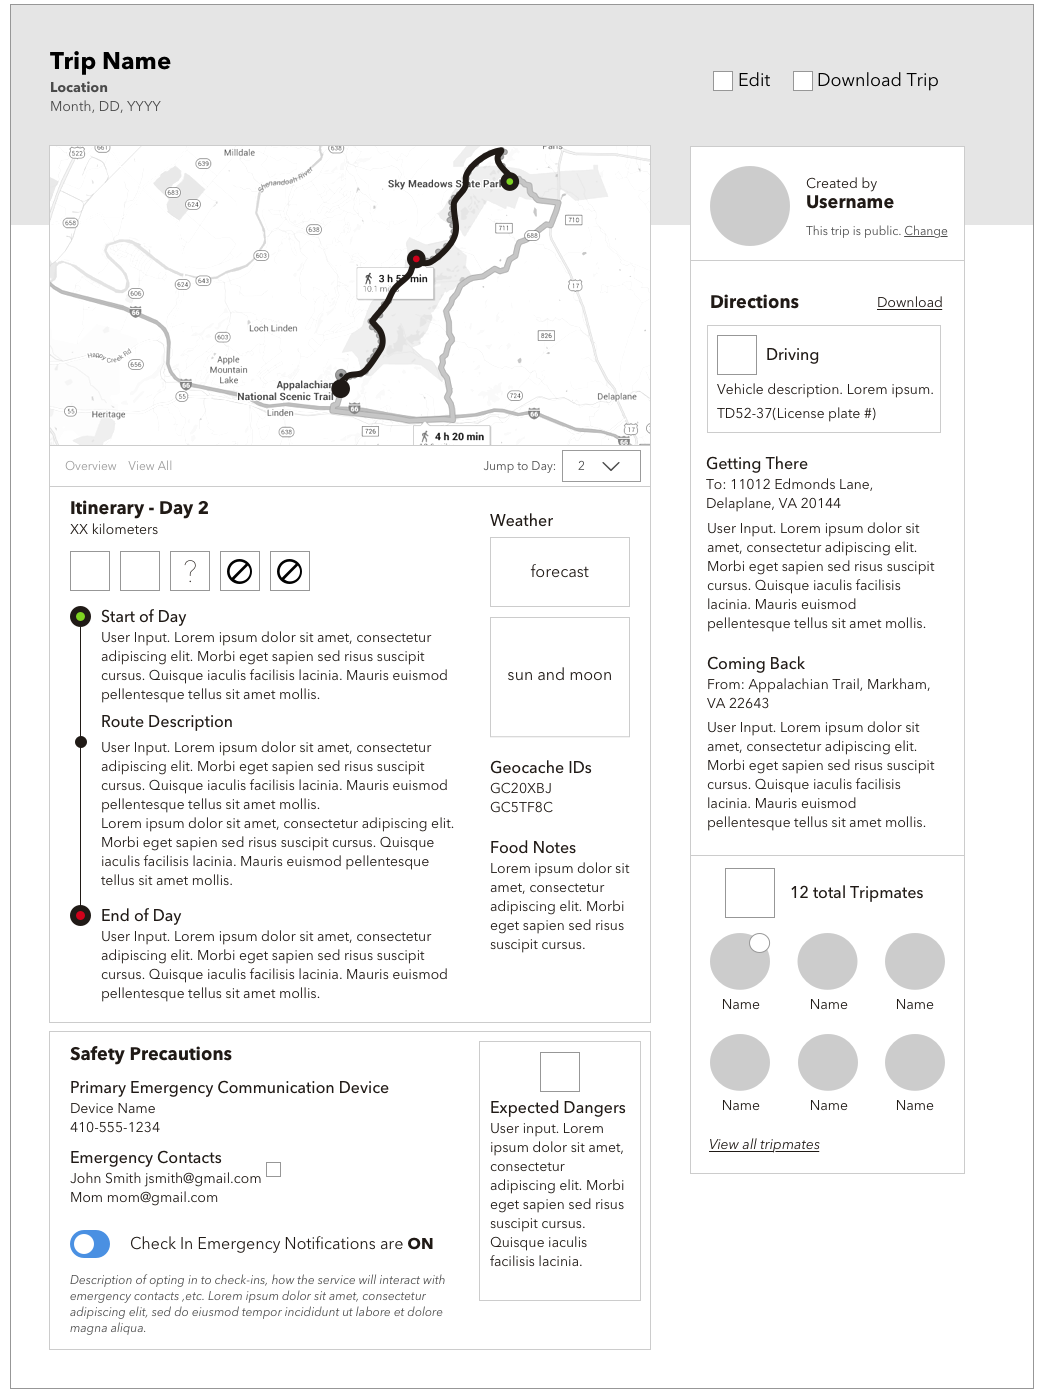 Trip Name
Location
Month, DD, YYYY
Edit
Download Trip
522
661
Milldale
638
Paris
639
Shenandoah River
683
624
Sky Meadows State Park
658
638
711
688
710
603
3 h 57 min
10.1
606
624
643
17
66
603
Loch Linden
826
Happy Creek Rd
656
Apple
Mountain
Lake
66
55
Appalachian
National Scenic Trail
724
Delaplane
55
Heritage
Linden
66
66
638
726
4 h 20 min
17
55
66
Overview View All
Jump to Day: 2
Itinerary - Day 2
XX kilometers
?
Start of Day
User Input. Lorem ipsum dolor sit amet, consectetur
adipiscing elit. Morbi eget sapien sed risus suscipit
cursus. Quisque iaculis facilisis lacinia. Mauris euismod
pellentesque tellus sit amet mollis.
Route Description
User Input. Lorem ipsum dolor sit amet, consectetur
adipiscing elit. Morbi eget sapien sed risus suscipit
cursus. Quisque iaculis facilisis lacinia. Mauris euismod
pellentesque tellus sit amet mollis.
Lorem ipsum dolor sit amet, consectetur adipiscing elit.
Morbi eget sapien sed risus suscipit cursus. Quisque
iaculis facilisis lacinia. Mauris euismod pellentesque
tellus sit amet mollis.
End of Day
User Input. Lorem ipsum dolor sit amet, consectetur
adipiscing elit. Morbi eget sapien sed risus suscipit
cursus. Quisque iaculis facilisis lacinia. Mauris euismod
pellentesque tellus sit amet mollis.
Weather
forecast
sun and moon
Geocache IDs
GC20XBJ
GC5TF8C
Food Notes
Lorem ipsum dolor sit
amet, consectetur
adipiscing elit. Morbi
eget sapien sed risus
suscipit cursus.
Safety Precautions
Primary Emergency Communication Device
Device Name
410-555-1234
Emergency Contacts
John Smith jsmith@gmail.com
Mom mom@gmail.com
Check In Emergency Notifications are ON
Description of opting in to check-ins, how the service will interact with
emergency contacts ,etc. Lorem ipsum dolor sit amet, consectetur
adipiscing elit, sed do eiusmod tempor incididunt ut labore et dolore
magna aliqua.
Expected Dangers
User input. Lorem
ipsum dolor sit amet,
consectetur
adipiscing elit. Morbi
eget sapien sed risus
suscipit cursus.
Quisque iaculis
facilisis lacinia.
Created by
Username
This trip is public. Change
Directions
Download
Driving
Vehicle description. Lorem ipsum.
TD52-37(License plate #)
Getting There
To: 11012 Edmonds Lane,
Delaplane, VA 20144
User Input. Lorem ipsum dolor sit
amet, consectetur adipiscing elit.
Morbi eget sapien sed risus suscipit
cursus. Quisque iaculis facilisis
lacinia. Mauris euismod
pellentesque tellus sit amet mollis.
Coming Back
From: Appalachian Trail, Markham,
VA 22643
User Input. Lorem ipsum dolor sit
amet, consectetur adipiscing elit.
Morbi eget sapien sed risus suscipit
cursus. Quisque iaculis facilisis
lacinia. Mauris euismod
pellentesque tellus sit amet mollis.
12 total Tripmates
Name Name Name
Name Name Name
View all tripmates